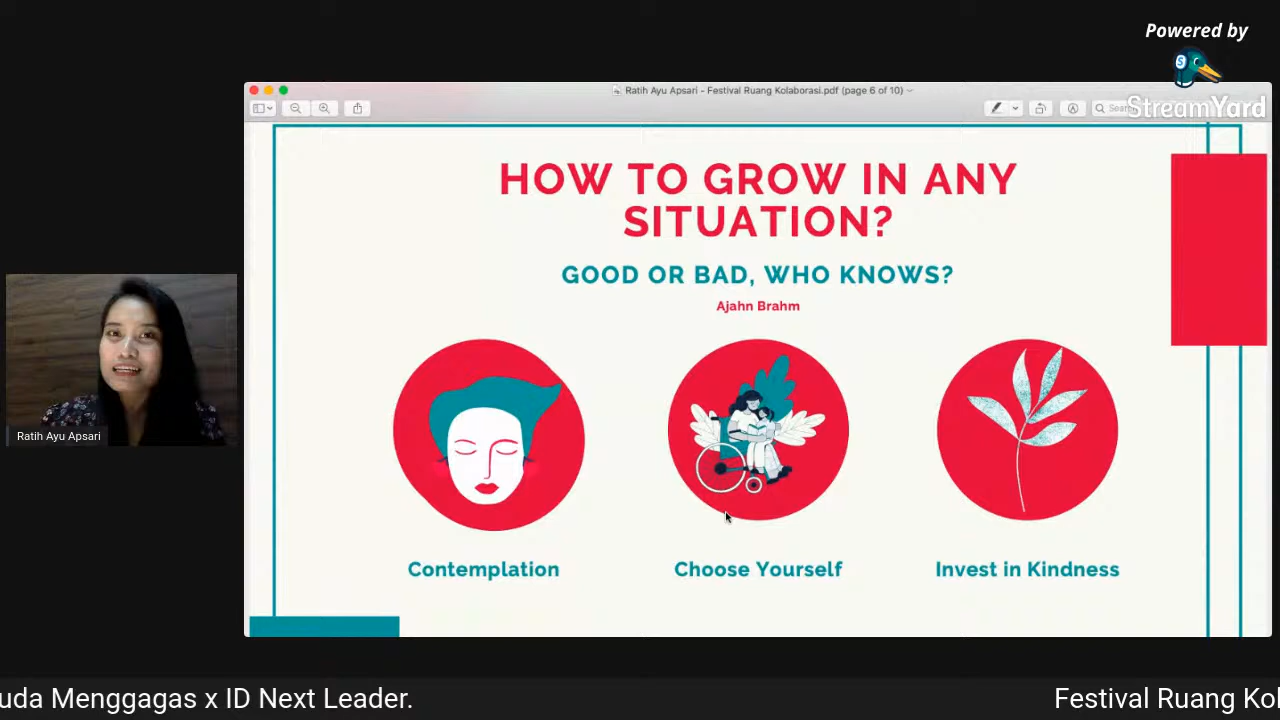 Powered by
StreamYard
Ratih Ayu Apsari - Festival Ruang Kolaborasi.pdf (page 6 of 10)
HOW TO GROW IN ANY
SITUATION?
GOOD OR BAD, WHO KNOWS?
Ajahn Brahm
Ratih Ayu Apsari
Contemplation
Choose Yourself
Invest in Kindness
uda Menggagas x ID Next Leader.
Festival Ruang Kol